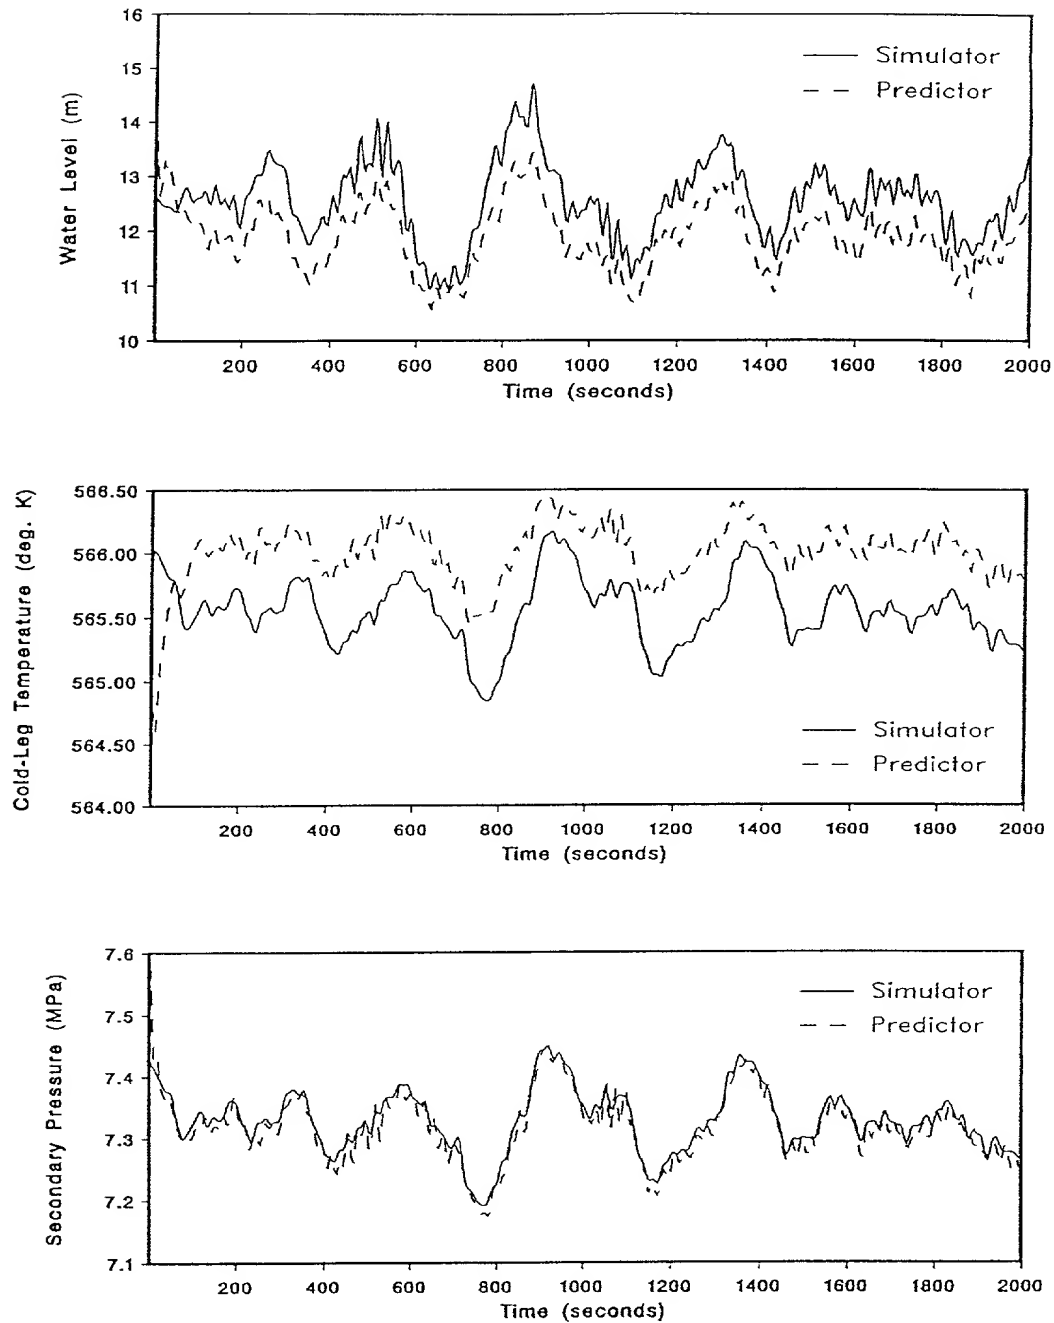 16
15
14
13
12
11
10
Water Level (m)
Simulator
Predictor
200 400 600 800 1000 1200 1400 1600 1800 2000
Time (seconds)
566.50
566.00
565.50
565.00
564.50
564.00
Cold-Leg Temperature (deg. K)
Simulator
Predictor
200 400 600 800 1000 1200 1400 1600 1800 2000
Time (seconds)
7.6
7.5
7.4
7.3
7.2
7.1
Secondary Pressure (MPa)
Simulator
Predictor
200 400 600 800 1000 1200 1400 1600 1800 2000
Time (seconds)